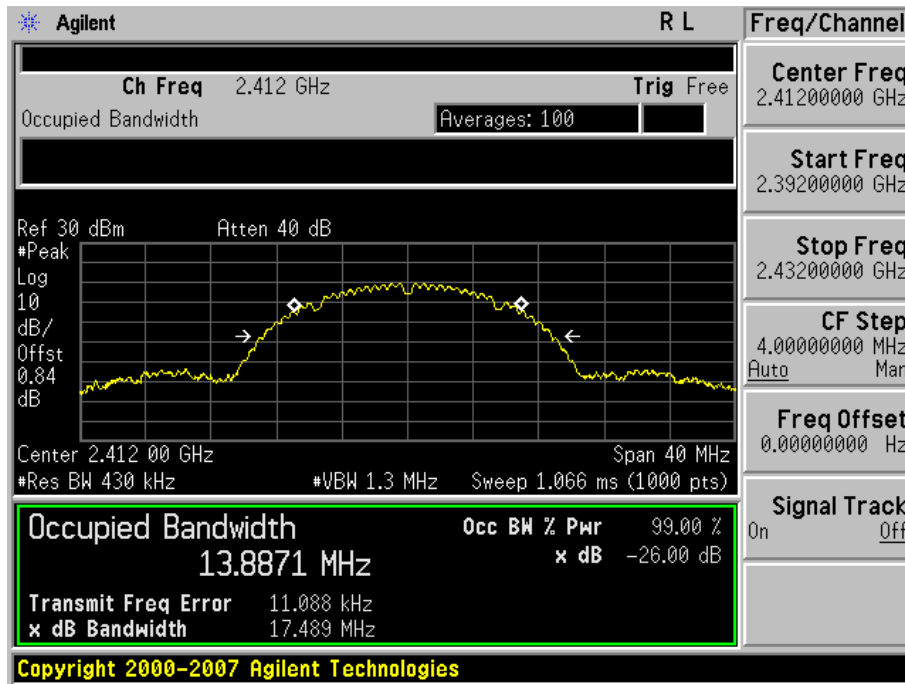 Agilent R L
Ch Freq 2.412 GHz Trig Free
Occupied Bandwidth Averages: 100
Ref 30 dBm Atten 40 dB
#Peak
Log
10
dB/
Offst
0.84
dB
Center 2.412 00 GHz Span 40 MHz
#Res BW 430 kHz #VBW 1.3 MHz Sweep 1.066 ms (1000 pts)
Occupied Bandwidth
13.8871 MHz
Occ BW % Pwr 99.00 %
x dB -26.00 dB
Transmit Freq Error 11.088 kHz
x dB Bandwidth 17.489 MHz
Copyright 2000-2007 Agilent Technologies
Freq/Channel
Center Freq
2.41200000 GHz
Start Freq
2.39200000 GHz
Stop Freq
2.43200000 GHz
CF Step
4.00000000 MHz
Auto Man
Freq Offset
0.00000000 Hz
Signal Track
On Off